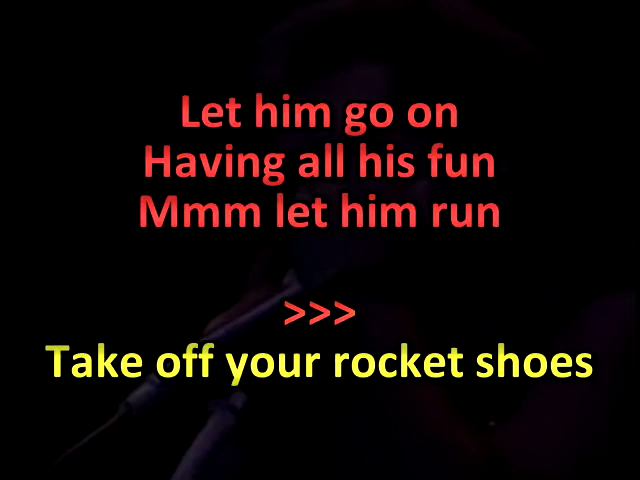 Let him go on
Having all his fun
Mmm let him run
>>>
Take off your rocket shoes